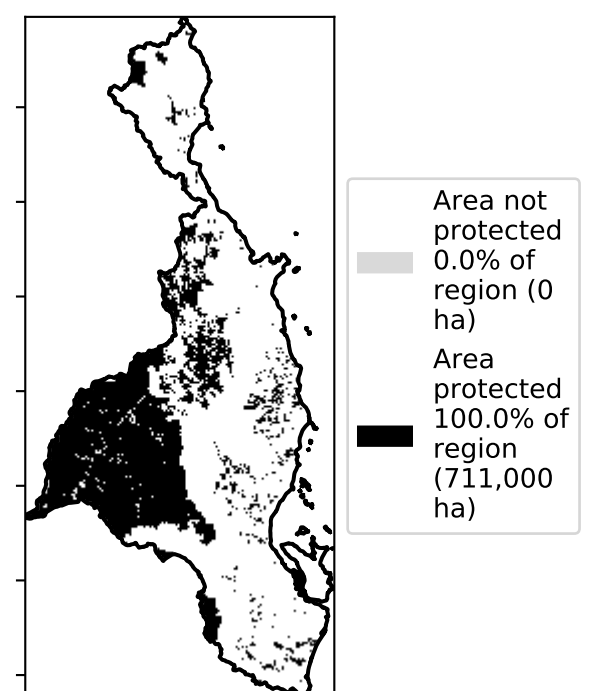 Area not
protected
0.0% of
region (0
ha)
Area
protected
100.0% of
region
(711,000
ha)